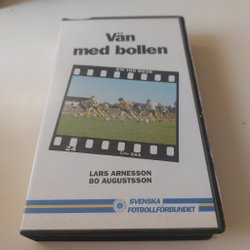 Vän
med bollen
LARS ARNESSON
BO AUGUSTSSON
SVENSKA
FOTBOLLFÖRBUNDET